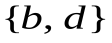 {b, d}